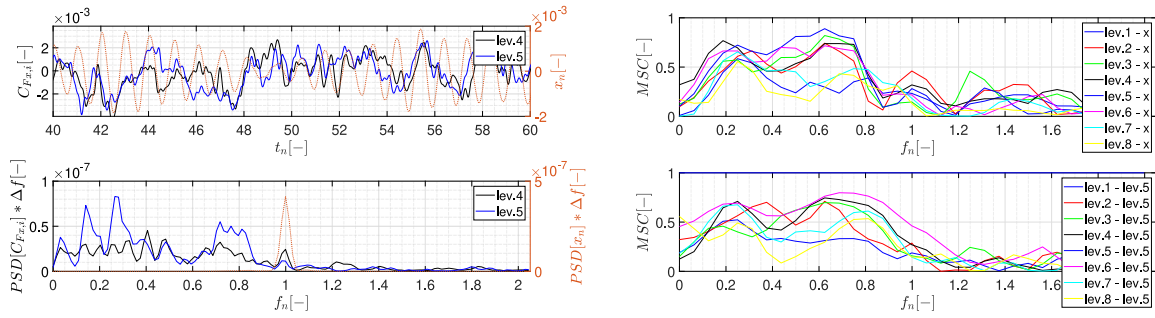 ×10⁻³
×10⁻³
C_{Fx,i}[−]
2
0
-2
lev.4
lev.5
2
0
-2
x_n[−]
40 42 44 46 48 50 52 54 56 58 60
t_n[−]
×10⁻⁷
×10⁻⁷
PSD[C_{Fx,i}] * Δf[−]
1
0.5
0
lev.4
lev.5
5
0
PSD[x_n] * Δf[−]
0 0.2 0.4 0.6 0.8 1 1.2 1.4 1.6 1.8 2
f_n[−]
MSC[−]
1
0.5
0
0 0.2 0.4 0.6 0.8 1 1.2 1.4 1.6
f_n[−]
lev.1 - x
lev.2 - x
lev.3 - x
lev.4 - x
lev.5 - x
lev.6 - x
lev.7 - x
lev.8 - x
MSC[−]
1
0.5
0
0 0.2 0.4 0.6 0.8 1 1.2 1.4 1.6
f_n[−]
lev.1 - lev.5
lev.2 - lev.5
lev.3 - lev.5
lev.4 - lev.5
lev.5 - lev.5
lev.6 - lev.5
lev.7 - lev.5
lev.8 - lev.5